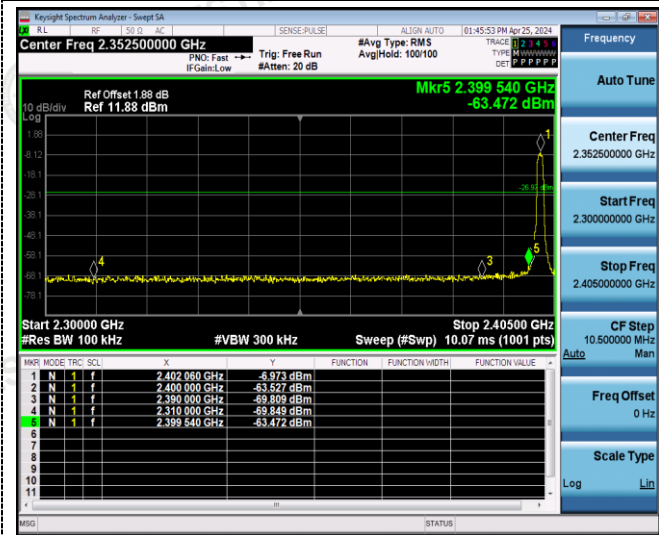 Keysight Spectrum Analyzer - Swept SA
RL RF 50 Ω AC SENSE:PULSE ALIGN AUTO 01:45:53 PM Apr 25, 2024
Center Freq 2.352500000 GHz
PNO: Fast
IFGain:Low
Trig: Free Run
#Atten: 20 dB
#Avg Type: RMS
Avg|Hold: 100/100
TRACE 1 2 3 4 5 6
TYPE M WWWWW
DET P P P P P P
Frequency
Auto Tune
Center Freq
2.352500000 GHz
Start Freq
2.300000000 GHz
Stop Freq
2.405000000 GHz
CF Step
10.500000 MHz
Auto Man
Freq Offset
0 Hz
Scale Type
Log Lin
Mkr5 2.399 540 GHz
-63.472 dBm
Ref Offset 1.88 dB
10 dB/div Ref 11.88 dBm
Log
1.88
-8.12
-18.1
-28.1
-38.1
-48.1
-58.1
-68.1
-78.1
-26.97 dBm
1
4
3
5
Start 2.30000 GHz Stop 2.40500 GHz
#Res BW 100 kHz #VBW 300 kHz Sweep (#Swp) 10.07 ms (1001 pts)
MKR MODE TRC SCL X Y FUNCTION FUNCTION WIDTH FUNCTION VALUE
1 N 1 f 2.402 060 GHz -6.973 dBm
2 N 1 f 2.400 000 GHz -63.527 dBm
3 N 1 f 2.390 000 GHz -69.809 dBm
4 N 1 f 2.310 000 GHz -69.849 dBm
5 N 1 f 2.399 540 GHz -63.472 dBm
6
7
8
9
10
11
MSG STATUS